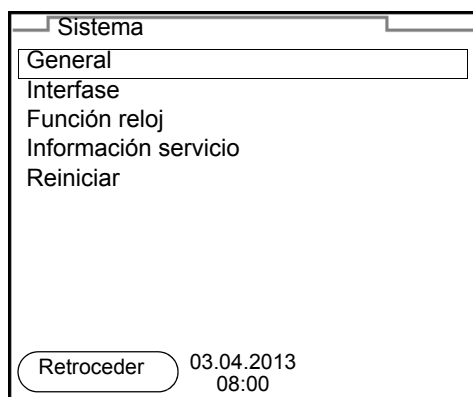 Sistema
General
Interfase
Función reloj
Información servicio
Reiniciar
Retroceder
03.04.2013
08:00